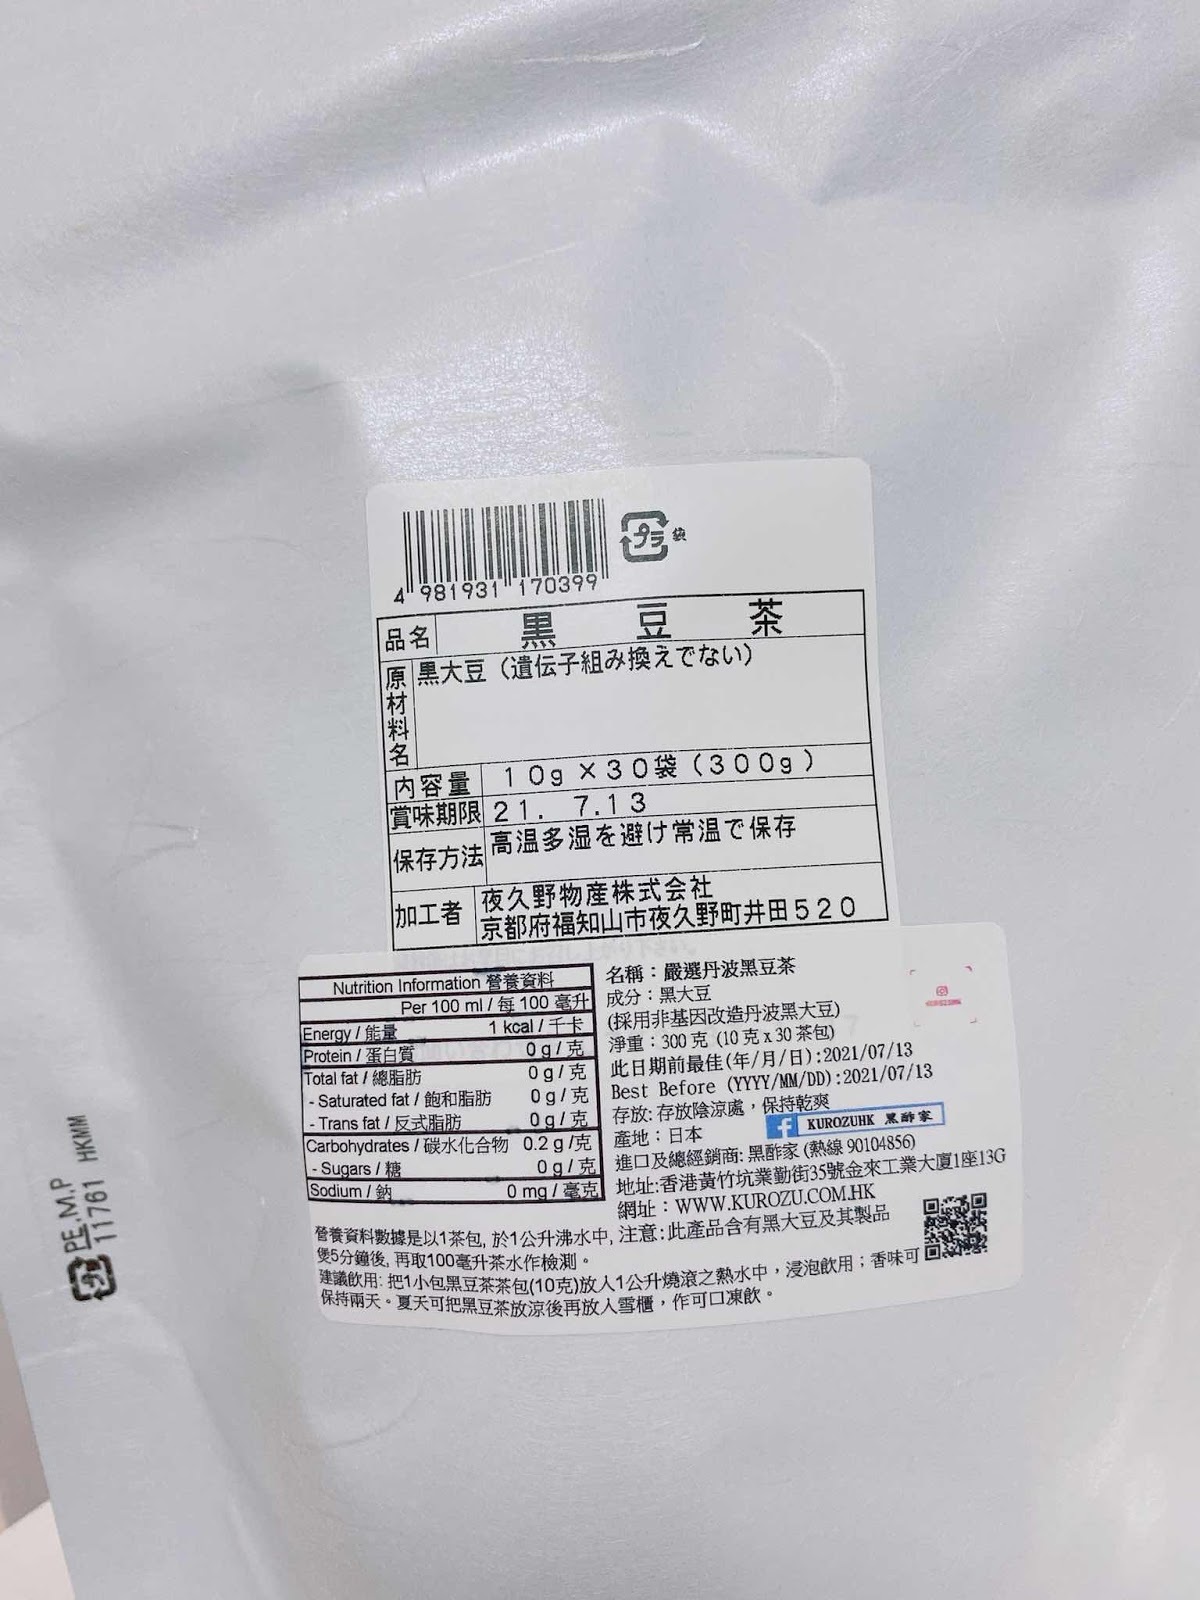 4 981931 170399
プラ 袋
品名 黒豆茶
原材料名 黒大豆（遺伝子組み換えでない）
内容量 10g×30袋（300g）
賞味期限 21. 7.13
保存方法 高温多湿を避け常温で保存
加工者 夜久野物産株式会社
京都府福知山市夜久野町井田520
Nutrition Information 營養資料
Per 100 ml / 每 100 毫升
Energy / 能量 1 kcal / 千卡
Protein / 蛋白質 0 g / 克
Total fat / 總脂肪 0 g / 克
- Saturated fat / 飽和脂肪 0 g / 克
- Trans fat / 反式脂肪 0 g / 克
Carbohydrates / 碳水化合物 0.2 g / 克
- Sugars / 糖 0 g / 克
Sodium / 鈉 0 mg / 毫克
名稱：嚴選丹波黑豆茶
成分：黑大豆
(採用非基因改造丹波黑大豆)
淨重：300 克 (10 克 x 30 茶包)
此日期前最佳(年/月/日):2021/07/13
Best Before (YYYY/MM/DD):2021/07/13
存放: 存放陰涼處，保持乾爽
產地：日本
f KUROZUHK 黑酢家
進口及總經銷商: 黑酢家 (熱線 90104856)
地址:香港黃竹坑業勤街35號金來工業大廈1座13G
網址：WWW.KUROZU.COM.HK
注意:此產品含有黑大豆及其製品
營養資料數據是以1茶包, 於1公升沸水中,
煲5分鐘後, 再取100毫升茶水作檢測。
建議飲用: 把1小包黑豆茶茶包(10克)放人1公升燒滾之熱水中，浸泡飲用；香味可
保持兩天。夏天可把黑豆茶放涼後再放入雪櫃，作可口凍飲。
プラ PE.M.P
11761 HKMM